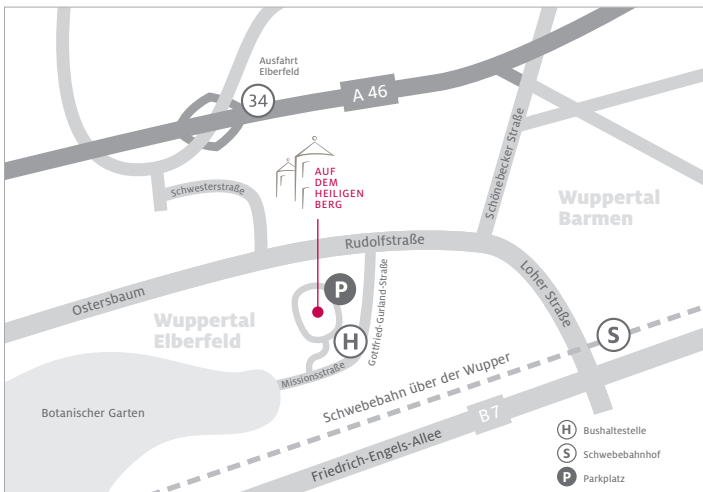 Ausfahrt
Elberfeld
34
A 46
AUF
DEM
HEILIGEN
BERG
Schwesterstraße
Schönebecker Straße
Wuppertal
Barmen
Rudolfstraße
Ostersbaum
P
Gottfried-Gurland-Straße
Loher Straße
Wuppertal
Elberfeld
H
S
Missionsstraße
Schwebebahn über der Wupper
Botanischer Garten
B 7
Friedrich-Engels-Allee
H Bushaltestelle
S Schwebebahnhof
P Parkplatz